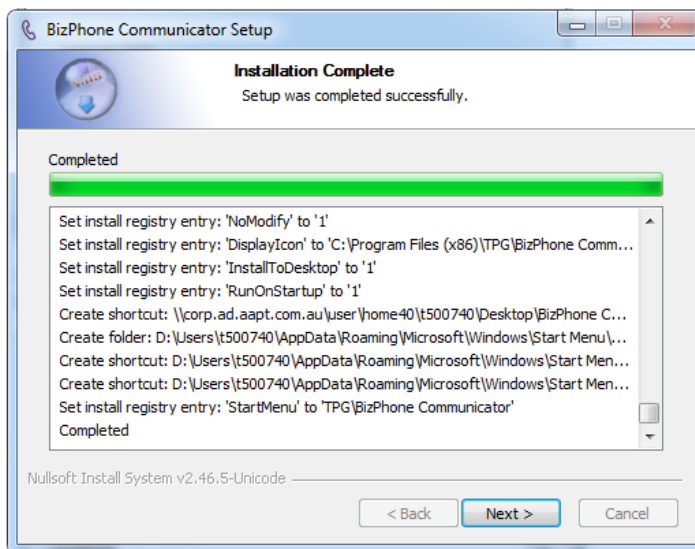 BizPhone Communicator Setup
Installation Complete
Setup was completed successfully.
Completed
Set install registry entry: 'NoModify' to '1'
Set install registry entry: 'DisplayIcon' to 'C:\Program Files (x86)\TPG\BizPhone Comm...
Set install registry entry: 'InstallToDesktop' to '1'
Set install registry entry: 'RunOnStartup' to '1'
Create shortcut: \\corp.ad.aapt.com.au\user\home40\t500740\Desktop\BizPhone C...
Create folder: D:\Users\t500740\AppData\Roaming\Microsoft\Windows\Start Menu\...
Create shortcut: D:\Users\t500740\AppData\Roaming\Microsoft\Windows\Start Men...
Create shortcut: D:\Users\t500740\AppData\Roaming\Microsoft\Windows\Start Men...
Set install registry entry: 'StartMenu' to 'TPG\BizPhone Communicator'
Completed
Nullsoft Install System v2.46.5-Unicode
< Back
Next >
Cancel